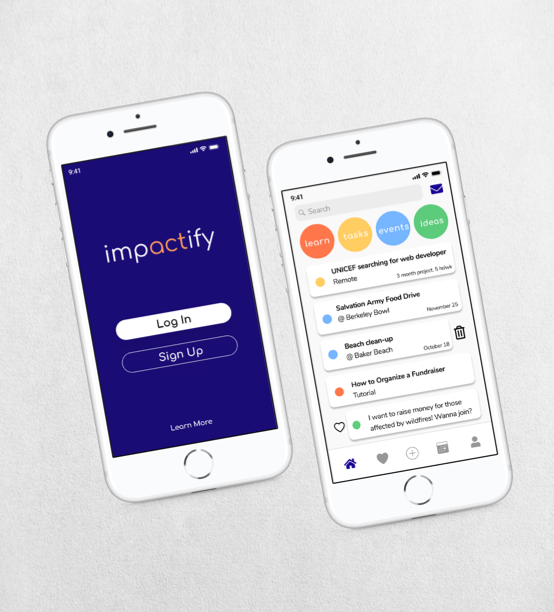 9:41
impactify
Log In
Sign Up
Learn More
9:41
Search
learn
tasks
events
ideas
UNICEF searching for web developer
Remote
3 month project, 5 hr/wk
Salvation Army Food Drive
@ Berkeley Bowl
November 25
Beach clean-up
@ Baker Beach
October 18
How to Organize a Fundraiser
Tutorial
I want to raise money for those
affected by wildfires! Wanna join?